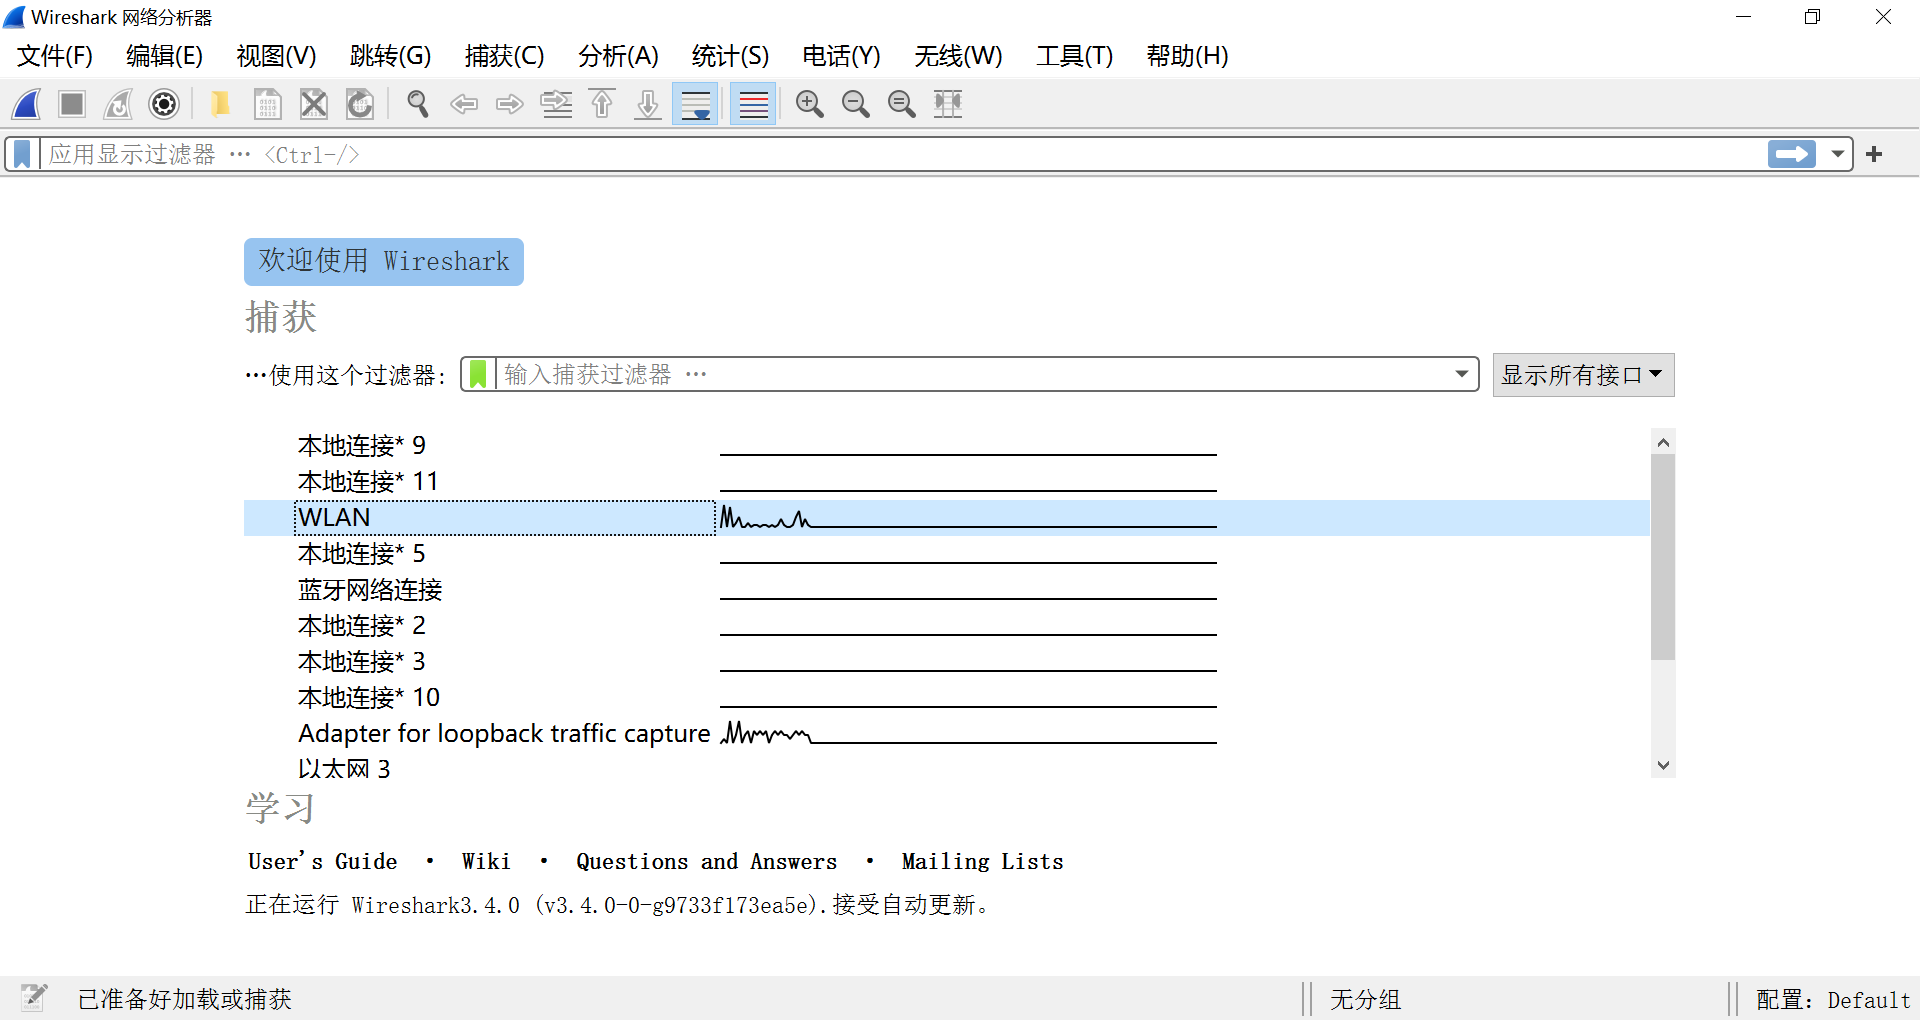 Wireshark 网络分析器
文件(F) 编辑(E) 视图(V) 跳转(G) 捕获(C) 分析(A) 统计(S) 电话(Y) 无线(W) 工具(T) 帮助(H)
应用显示过滤器 … <Ctrl-/>
欢迎使用 Wireshark
捕获
…使用这个过滤器: 输入捕获过滤器 … 显示所有接口
本地连接* 9
本地连接* 11
WLAN
本地连接* 5
蓝牙网络连接
本地连接* 2
本地连接* 3
本地连接* 10
Adapter for loopback traffic capture
以太网 3
学习
User's Guide · Wiki · Questions and Answers · Mailing Lists
正在运行 Wireshark3.4.0 (v3.4.0-0-g9733f173ea5e).接受自动更新。
已准备好加载或捕获 无分组 配置: Default